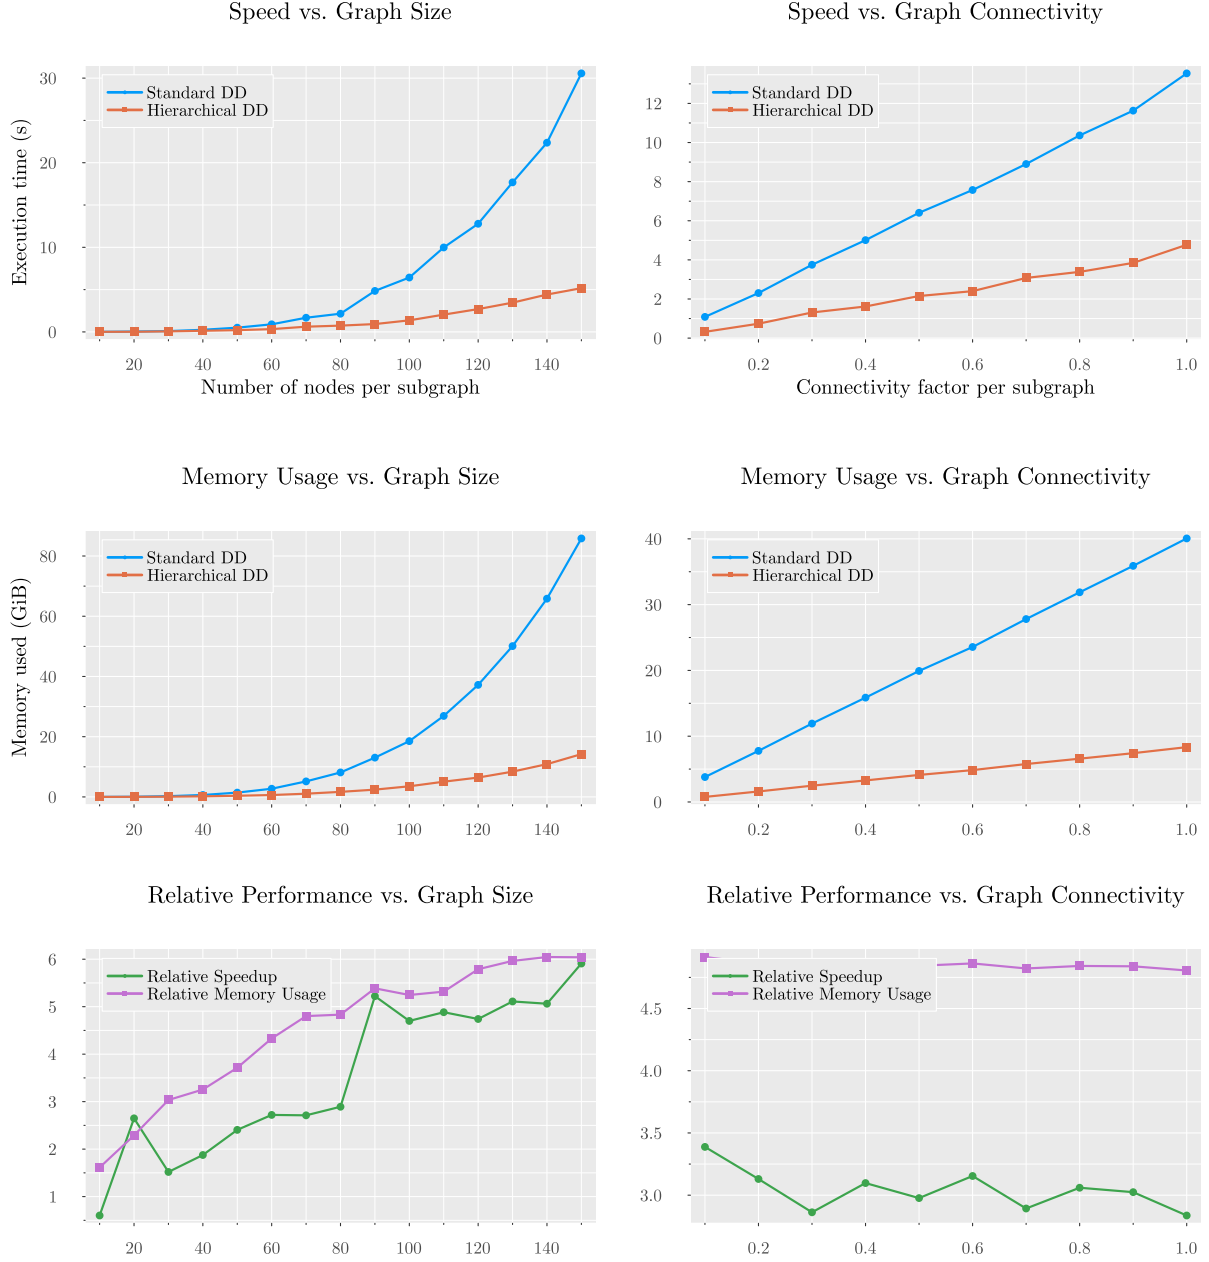 Speed vs. Graph Size
Execution time (s)
30
20
10
0
Standard DD
Hierarchical DD
20 40 60 80 100 120 140
Number of nodes per subgraph
Speed vs. Graph Connectivity
12
10
8
6
4
2
0
Standard DD
Hierarchical DD
0.2 0.4 0.6 0.8 1.0
Connectivity factor per subgraph
Memory Usage vs. Graph Size
Memory used (GiB)
80
60
40
20
0
Standard DD
Hierarchical DD
20 40 60 80 100 120 140
Memory Usage vs. Graph Connectivity
40
30
20
10
0
Standard DD
Hierarchical DD
0.2 0.4 0.6 0.8 1.0
Relative Performance vs. Graph Size
6
5
4
3
2
1
Relative Speedup
Relative Memory Usage
20 40 60 80 100 120 140
Relative Performance vs. Graph Connectivity
4.5
4.0
3.5
3.0
Relative Speedup
Relative Memory Usage
0.2 0.4 0.6 0.8 1.0